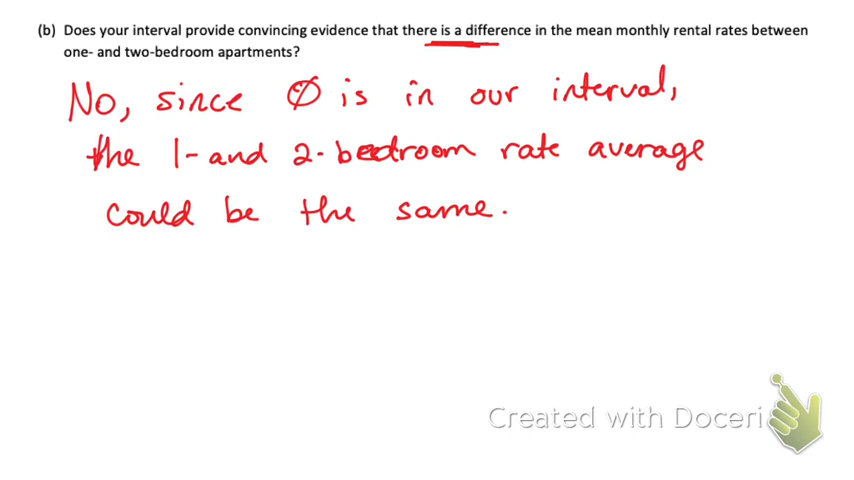 (b) Does your interval provide convincing evidence that there is a difference in the mean monthly rental rates between
one- and two-bedroom apartments?
No, since 0 is in our interval,
the 1- and 2-bedroom rate average
could be the same.
Created with Doceri